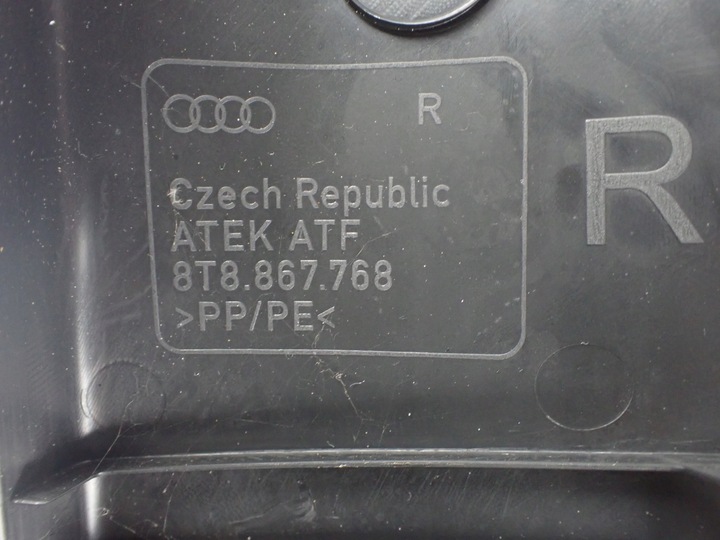 R
R
Czech Republic
ATEK ATF
8T8.867.768
>PP/PE<